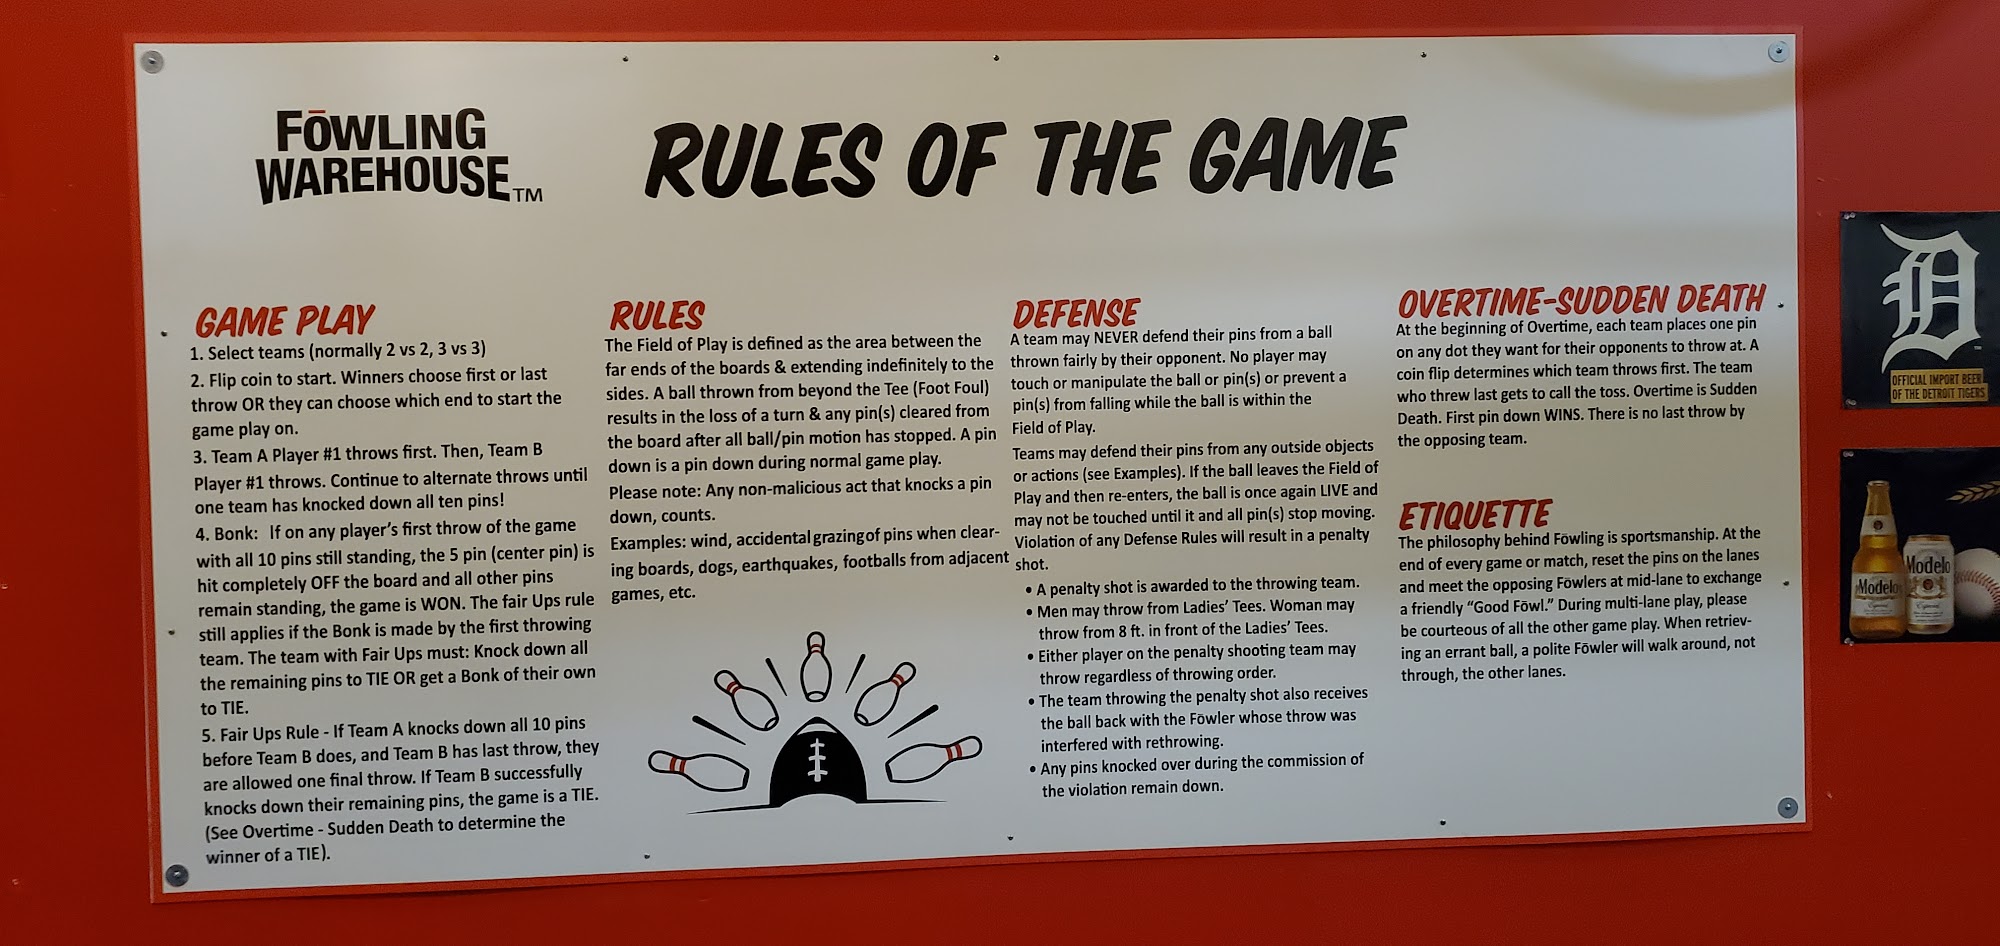 FŌWLING
WAREHOUSE™
RULES OF THE GAME
GAME PLAY
1. Select teams (normally 2 vs 2, 3 vs 3)
2. Flip coin to start. Winners choose first or last
throw OR they can choose which end to start the
game play on.
3. Team A Player #1 throws first. Then, Team B
Player #1 throws. Continue to alternate throws until
one team has knocked down all ten pins!
4. Bonk: If on any player's first throw of the game
with all 10 pins still standing, the 5 pin (center pin) is
hit completely OFF the board and all other pins
remain standing, the game is WON. The fair Ups rule
still applies if the Bonk is made by the first throwing
team. The team with Fair Ups must: Knock down all
the remaining pins to TIE OR get a Bonk of their own
to TIE.
5. Fair Ups Rule - If Team A knocks down all 10 pins
before Team B does, and Team B has last throw, they
are allowed one final throw. If Team B successfully
knocks down their remaining pins, the game is a TIE.
(See Overtime - Sudden Death to determine the
winner of a TIE).
RULES
The Field of Play is defined as the area between the
far ends of the boards & extending indefinitely to the
sides. A ball thrown from beyond the Tee (Foot Foul)
results in the loss of a turn & any pin(s) cleared from
the board after all ball/pin motion has stopped. A pin
down is a pin down during normal game play.
Please note: Any non-malicious act that knocks a pin
down, counts.
Examples: wind, accidental grazing of pins when clear-
ing boards, dogs, earthquakes, footballs from adjacent
games, etc.
DEFENSE
A team may NEVER defend their pins from a ball
thrown fairly by their opponent. No player may
touch or manipulate the ball or pin(s) or prevent a
pin(s) from falling while the ball is within the
Field of Play.
Teams may defend their pins from any outside objects
or actions (see Examples). If the ball leaves the Field of
Play and then re-enters, the ball is once again LIVE and
may not be touched until it and all pin(s) stop moving.
Violation of any Defense Rules will result in a penalty
shot.
• A penalty shot is awarded to the throwing team.
• Men may throw from Ladies' Tees. Woman may
throw from 8 ft. in front of the Ladies' Tees.
• Either player on the penalty shooting team may
throw regardless of throwing order.
• The team throwing the penalty shot also receives
the ball back with the Fōwler whose throw was
interfered with rethrowing.
• Any pins knocked over during the commission of
the violation remain down.
OVERTIME-SUDDEN DEATH
At the beginning of Overtime, each team places one pin
on any dot they want for their opponents to throw at. A
coin flip determines which team throws first. The team
who threw last gets to call the toss. Overtime is Sudden
Death. First pin down WINS. There is no last throw by
the opposing team.
ETIQUETTE
The philosophy behind Fōwling is sportsmanship. At the
end of every game or match, reset the pins on the lanes
and meet the opposing Fōwlers at mid-lane to exchange
a friendly "Good Fōwl." During multi-lane play, please
be courteous of all the other game play. When retriev-
ing an errant ball, a polite Fōwler will walk around, not
through, the other lanes.
D
OFFICIAL IMPORT BEER
OF THE DETROIT TIGERS
Modelo
Modelo